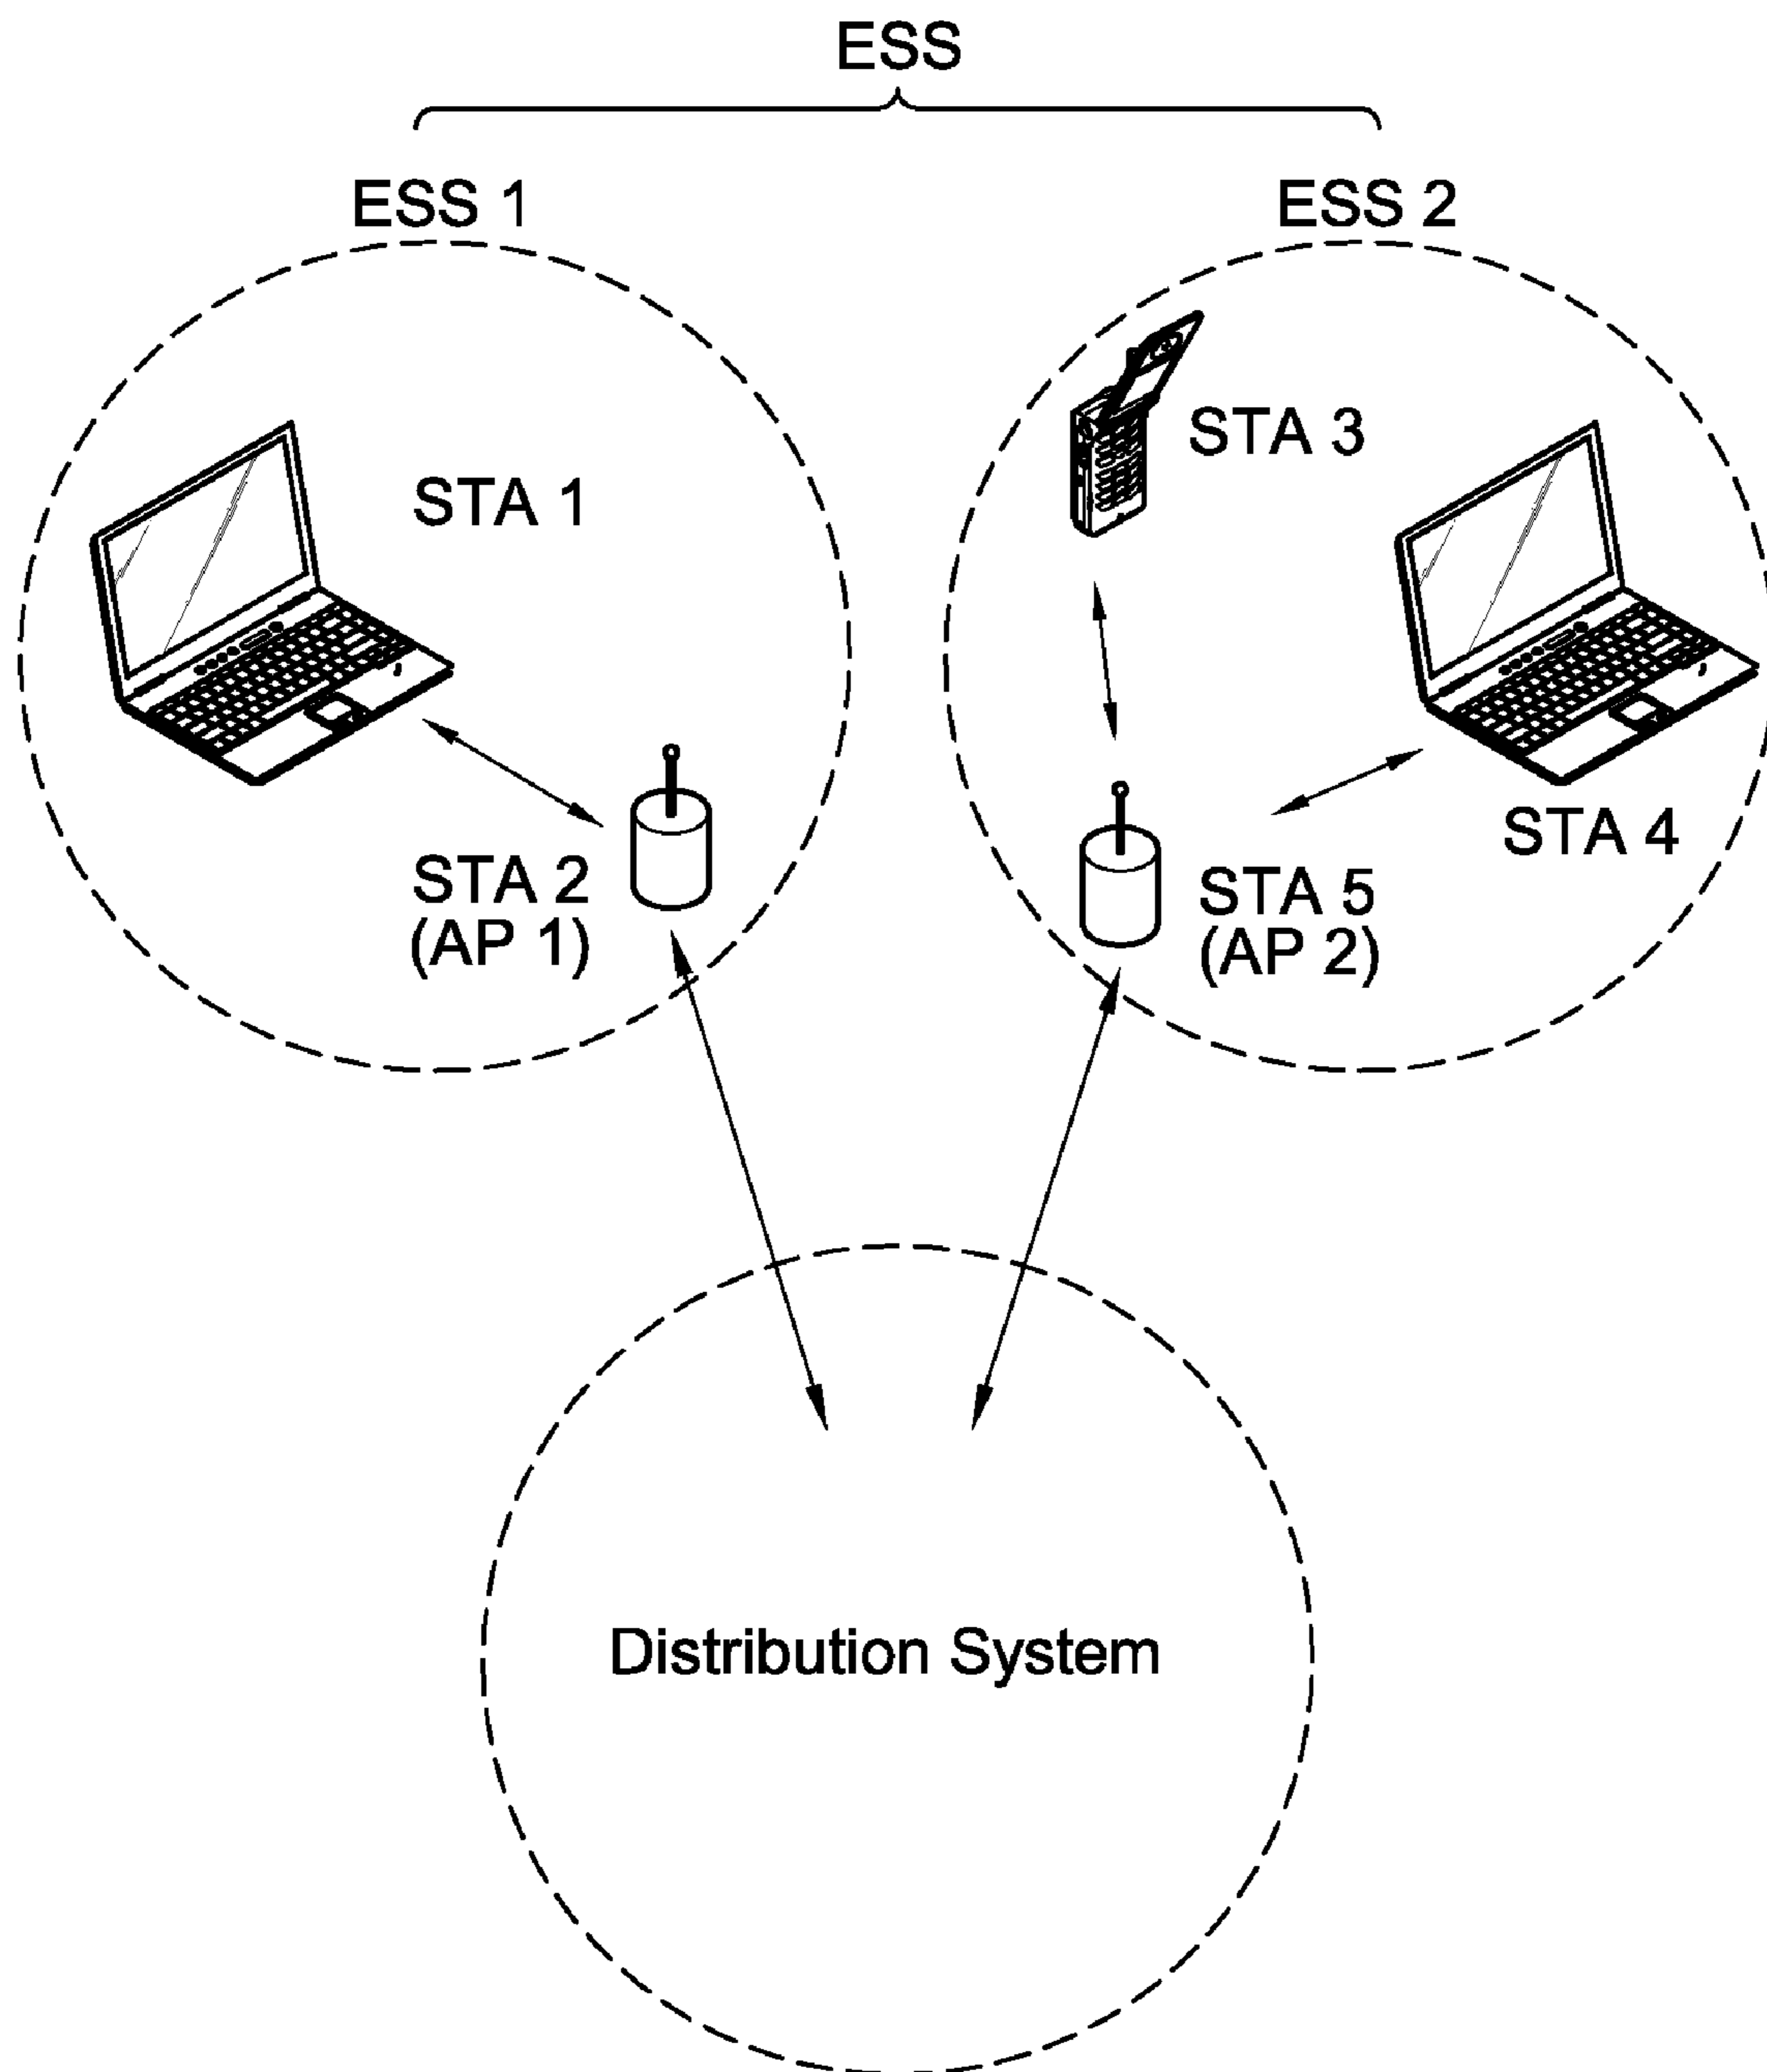 ESS
ESS 1
ESS 2
STA 1
STA 3
STA 2
(AP 1)
STA 4
STA 5
(AP 2)
Distribution System